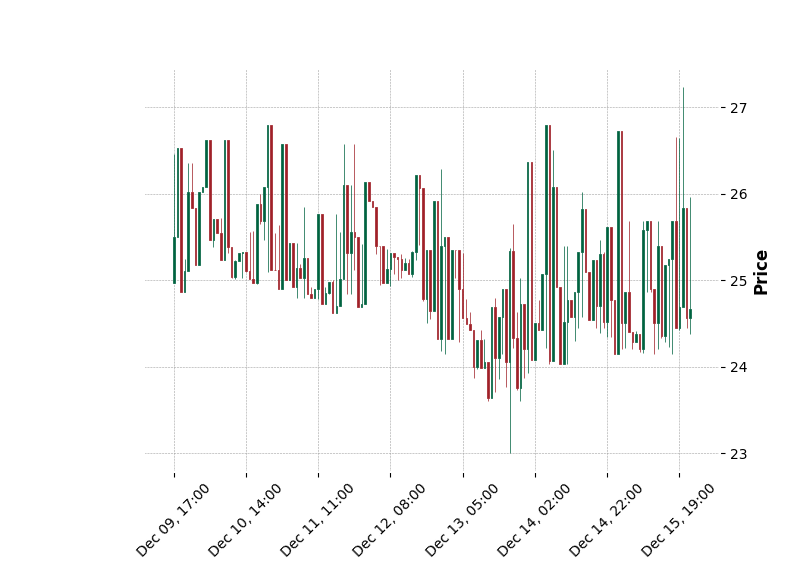 27
26
25
24
23
Price
Dec 09, 17:00
Dec 10, 14:00
Dec 11, 11:00
Dec 12, 08:00
Dec 13, 05:00
Dec 14, 02:00
Dec 14, 22:00
Dec 15, 19:00